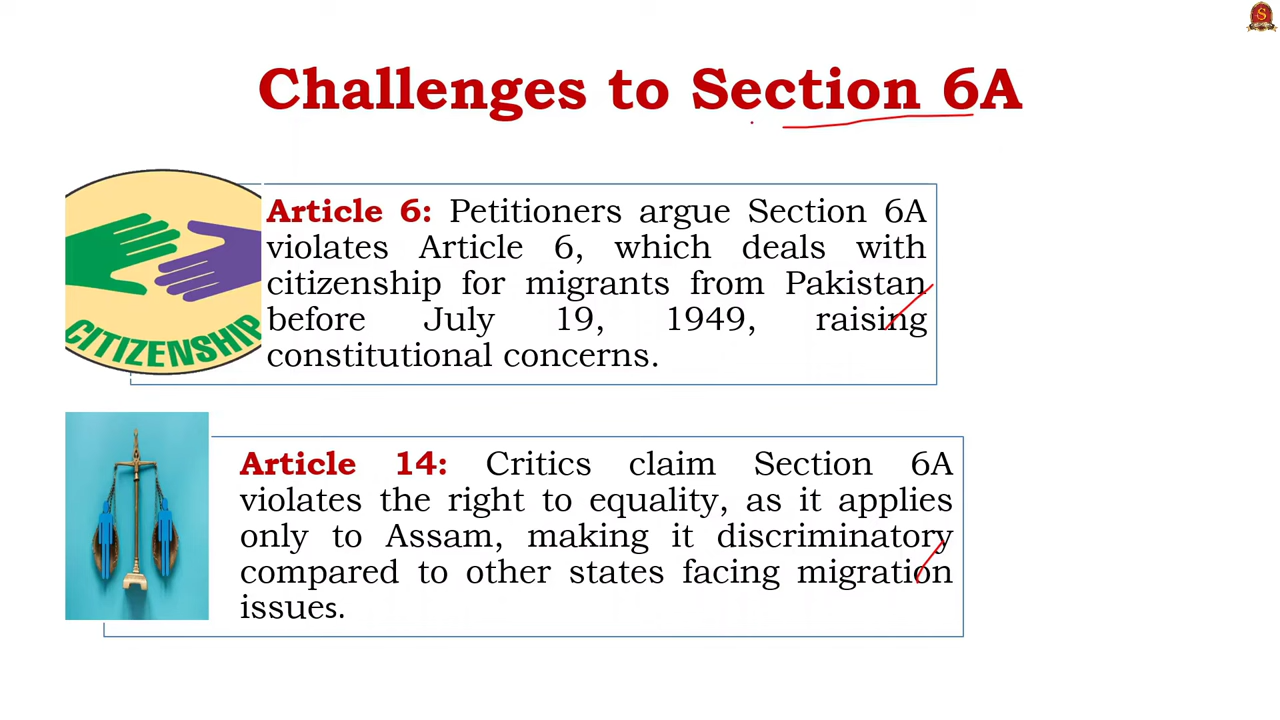 Challenges to Section 6A
Article 6: Petitioners argue Section 6A
violates Article 6, which deals with
citizenship for migrants from Pakistan
before July 19, 1949, raising
constitutional concerns.
CITIZENSHIP
Article 14: Critics claim Section 6A
violates the right to equality, as it applies
only to Assam, making it discriminatory
compared to other states facing migration
issues.